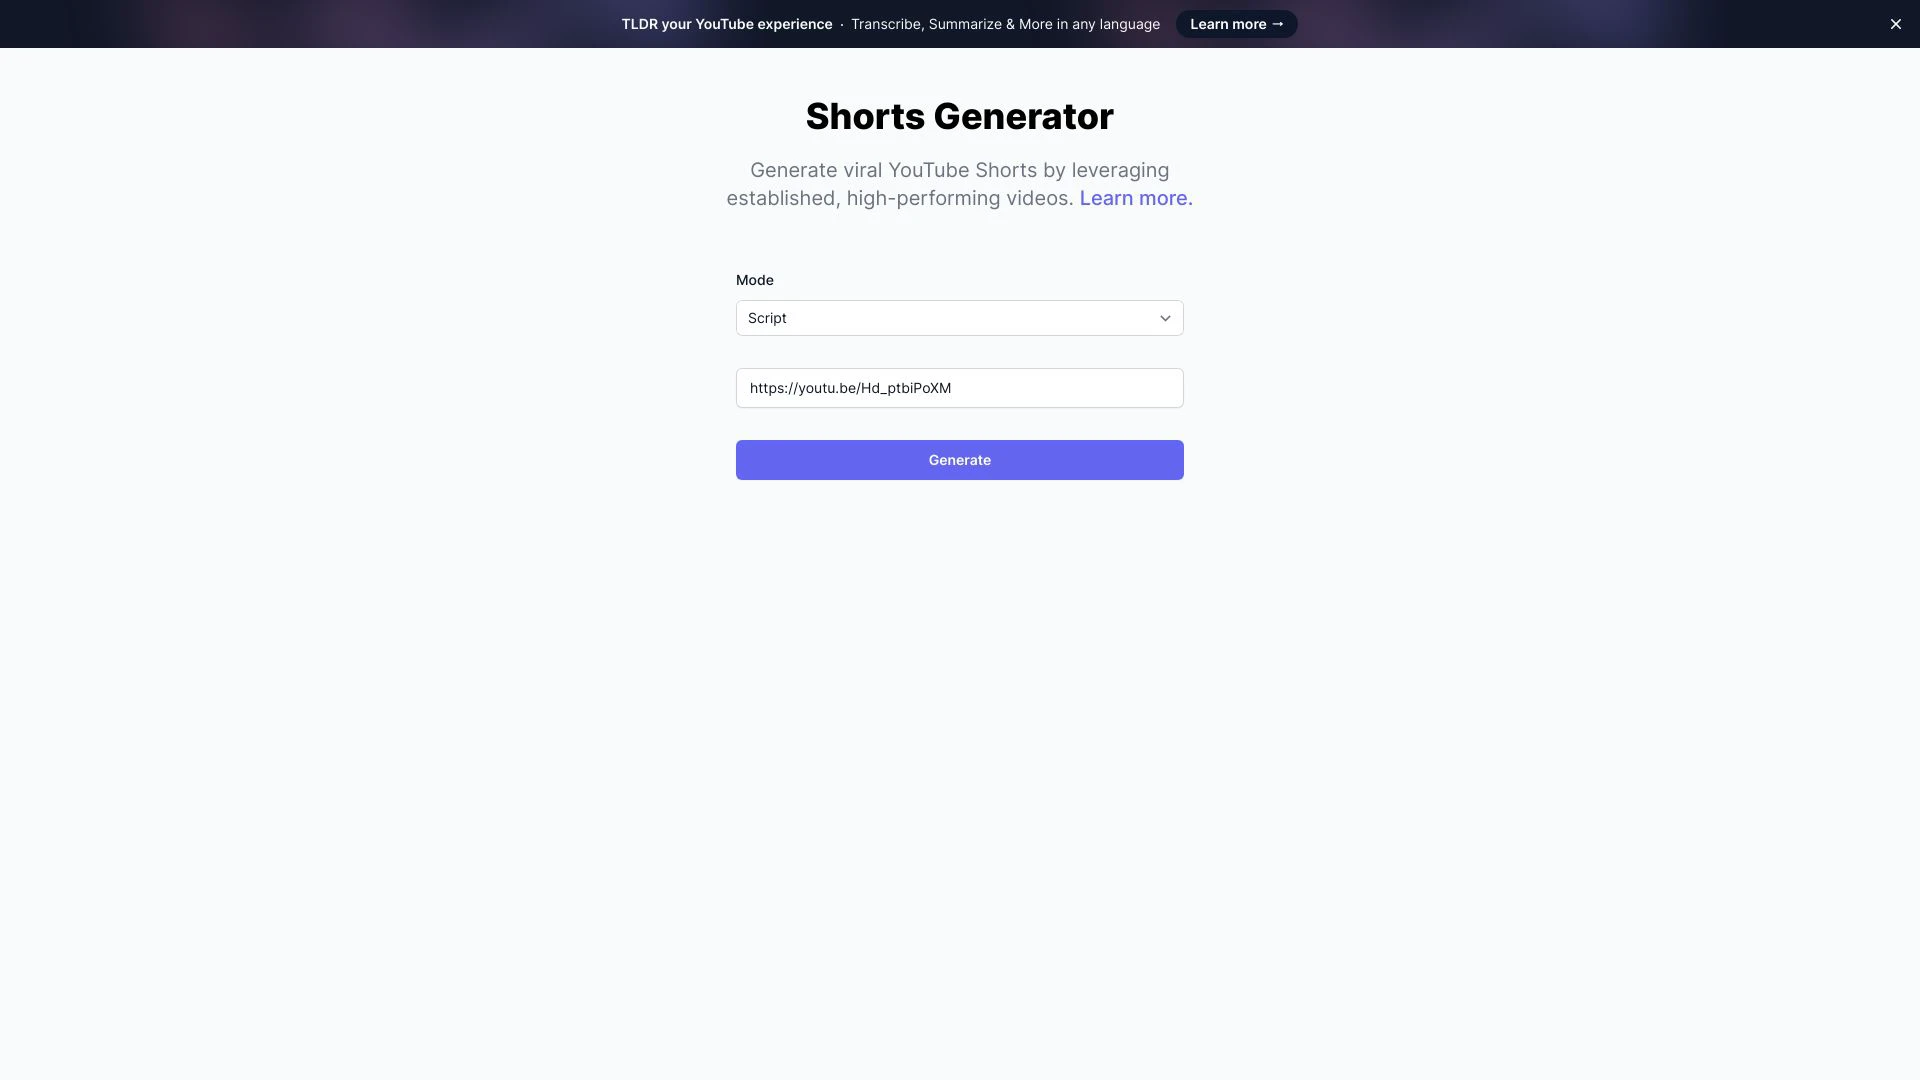 TLDR your YouTube experience · Transcribe, Summarize & More in any language Learn more →
Shorts Generator
Generate viral YouTube Shorts by leveraging
established, high-performing videos. Learn more.
Mode
Script
https://youtu.be/Hd_ptbiPoXM
Generate